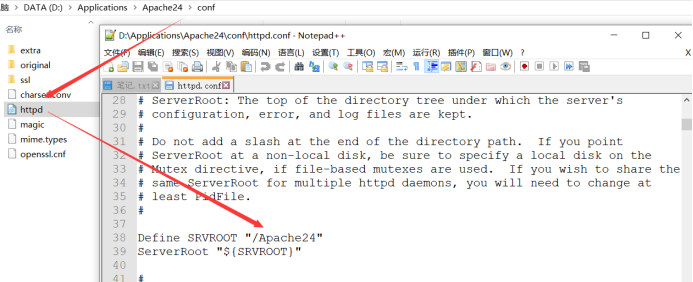 脑 › DATA (D:) › Applications › Apache24 › conf
名称
extra
original
ssl
charset.conv
httpd
magic
mime.types
openssl.cnf
D:\Applications\Apache24\conf\httpd.conf - Notepad++
文件(F) 编辑(E) 搜索(S) 视图(V) 编码(N) 语言(L) 设置(T) 工具(O) 宏(M) 运行(R) 插件(P) 窗口(W) ?
笔记.txt httpd.conf
28 # ServerRoot: The top of the directory tree under which the server's
29 # configuration, error, and log files are kept.
30 #
31 # Do not add a slash at the end of the directory path.  If you point
32 # ServerRoot at a non-local disk, be sure to specify a local disk on the
33 # Mutex directive, if file-based mutexes are used.  If you wish to share the
34 # same ServerRoot for multiple httpd daemons, you will need to change at
35 # least PidFile.
36 #
37
38 Define SRVROOT "/Apache24"
39 ServerRoot "${SRVROOT}"
40
41 #